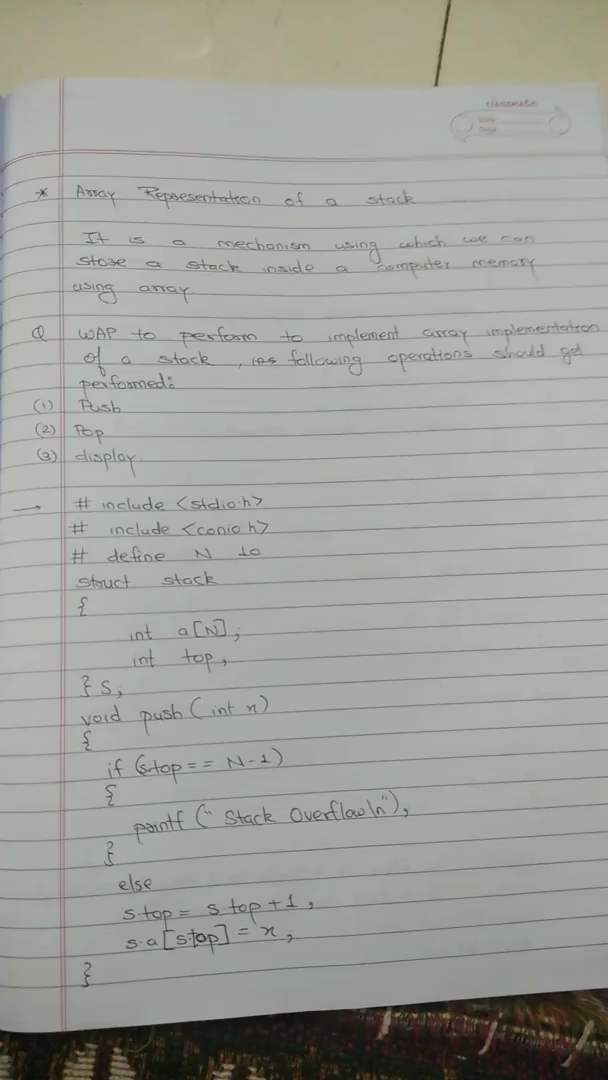 classmate
Date
Page
* Array Representation of a stack
It is a mechanism using which we can
store a stack inside a computer memory
using array
Q WAP to perform to implement array implementation
of a stack, following operations should get
performed:
(1) Push
(2) Pop
(3) display.
→ # include <stdio.h>
# include <conio.h>
# define N 10
struct stack
{
int a[N];
int top;
} s;
void push (int x)
{
if (s.top == N-1)
{
printf (" Stack Overflow\n");
}
else
s.top = s.top + 1;
s.a[s.top] = x;
}